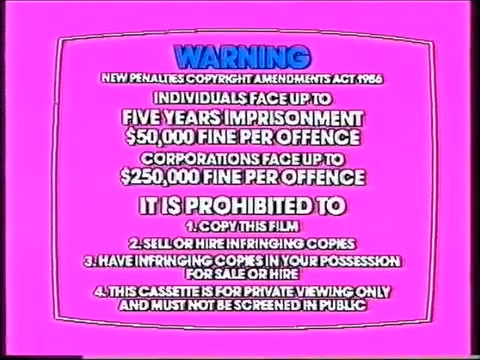 WARNING
NEW PENALTIES COPYRIGHT AMENDMENTS ACT 1986
INDIVIDUALS FACE UP TO
FIVE YEARS IMPRISONMENT
$50,000 FINE PER OFFENCE
CORPORATIONS FACE UP TO
$250,000 FINE PER OFFENCE
IT IS PROHIBITED TO
1. COPY THIS FILM
2. SELL OR HIRE INFRINGING COPIES
3. HAVE INFRINGING COPIES IN YOUR POSSESSION
FOR SALE OR HIRE
4. THIS CASSETTE IS FOR PRIVATE VIEWING ONLY
AND MUST NOT BE SCREENED IN PUBLIC